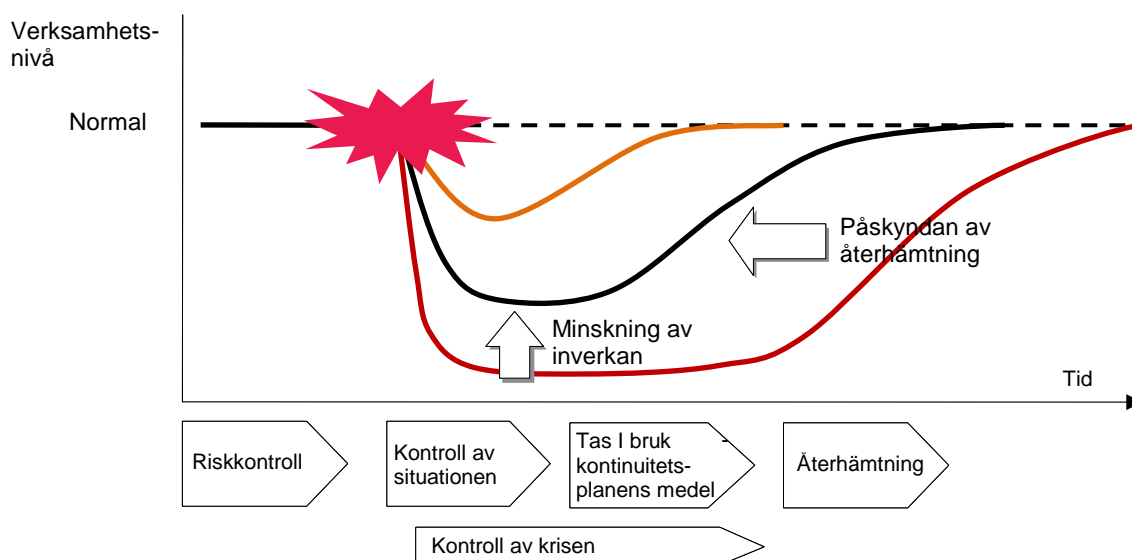 Verksamhets-
nivå
Normal
Påskyndan av
återhämtning
Minskning av
inverkan
Tid
Riskkontroll
Kontroll av
situationen
Tas I bruk
kontinuitets-
planens medel
Återhämtning
Kontroll av krisen